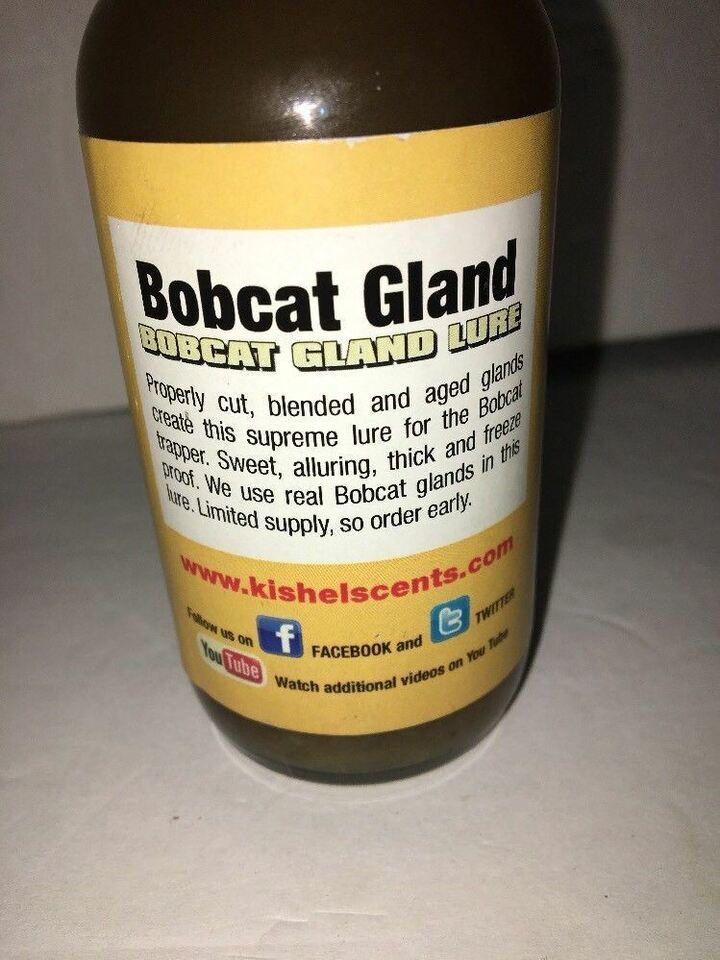 Bobcat Gland
BOBCAT GLAND LURE
Properly cut, blended and aged glands
create this supreme lure for the Bobcat
trapper. Sweet, alluring, thick and freeze
proof. We use real Bobcat glands in this
lure. Limited supply, so order early.
www.kishelscents.com
Follow us on f FACEBOOK and t TWITTER
YouTube Watch additional videos on You Tube